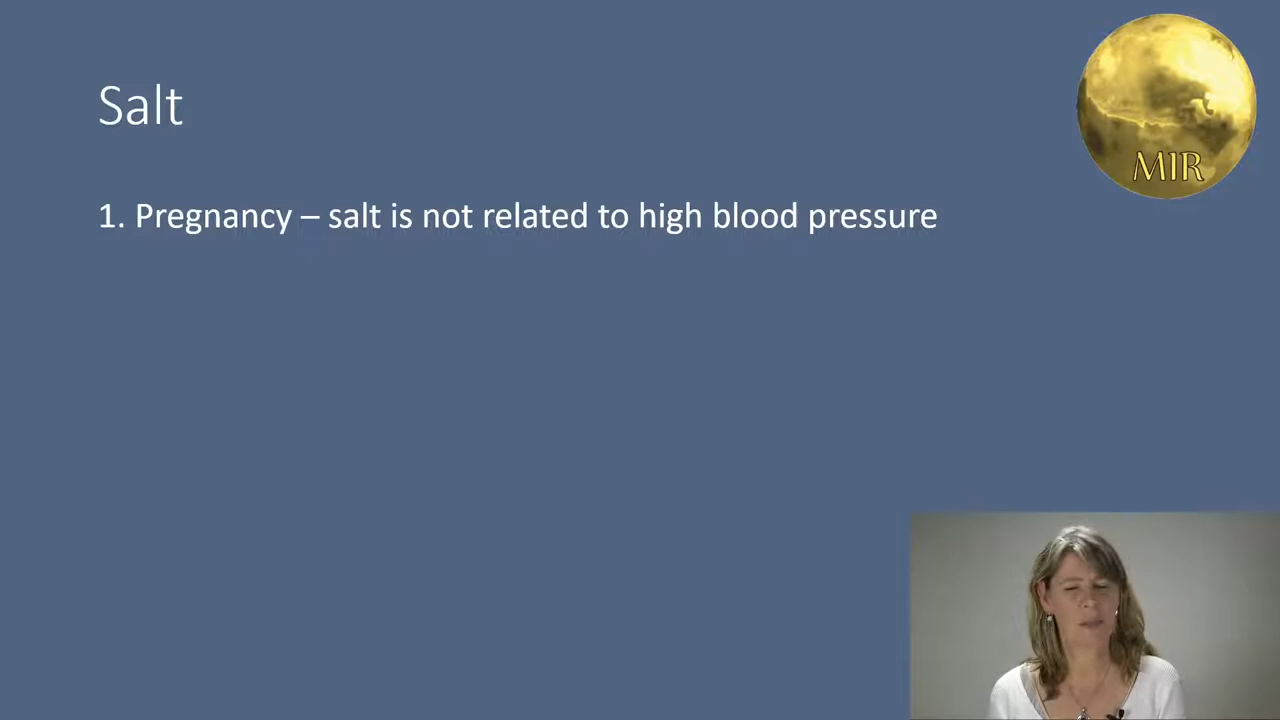 Salt
MIR
1. Pregnancy – salt is not related to high blood pressure